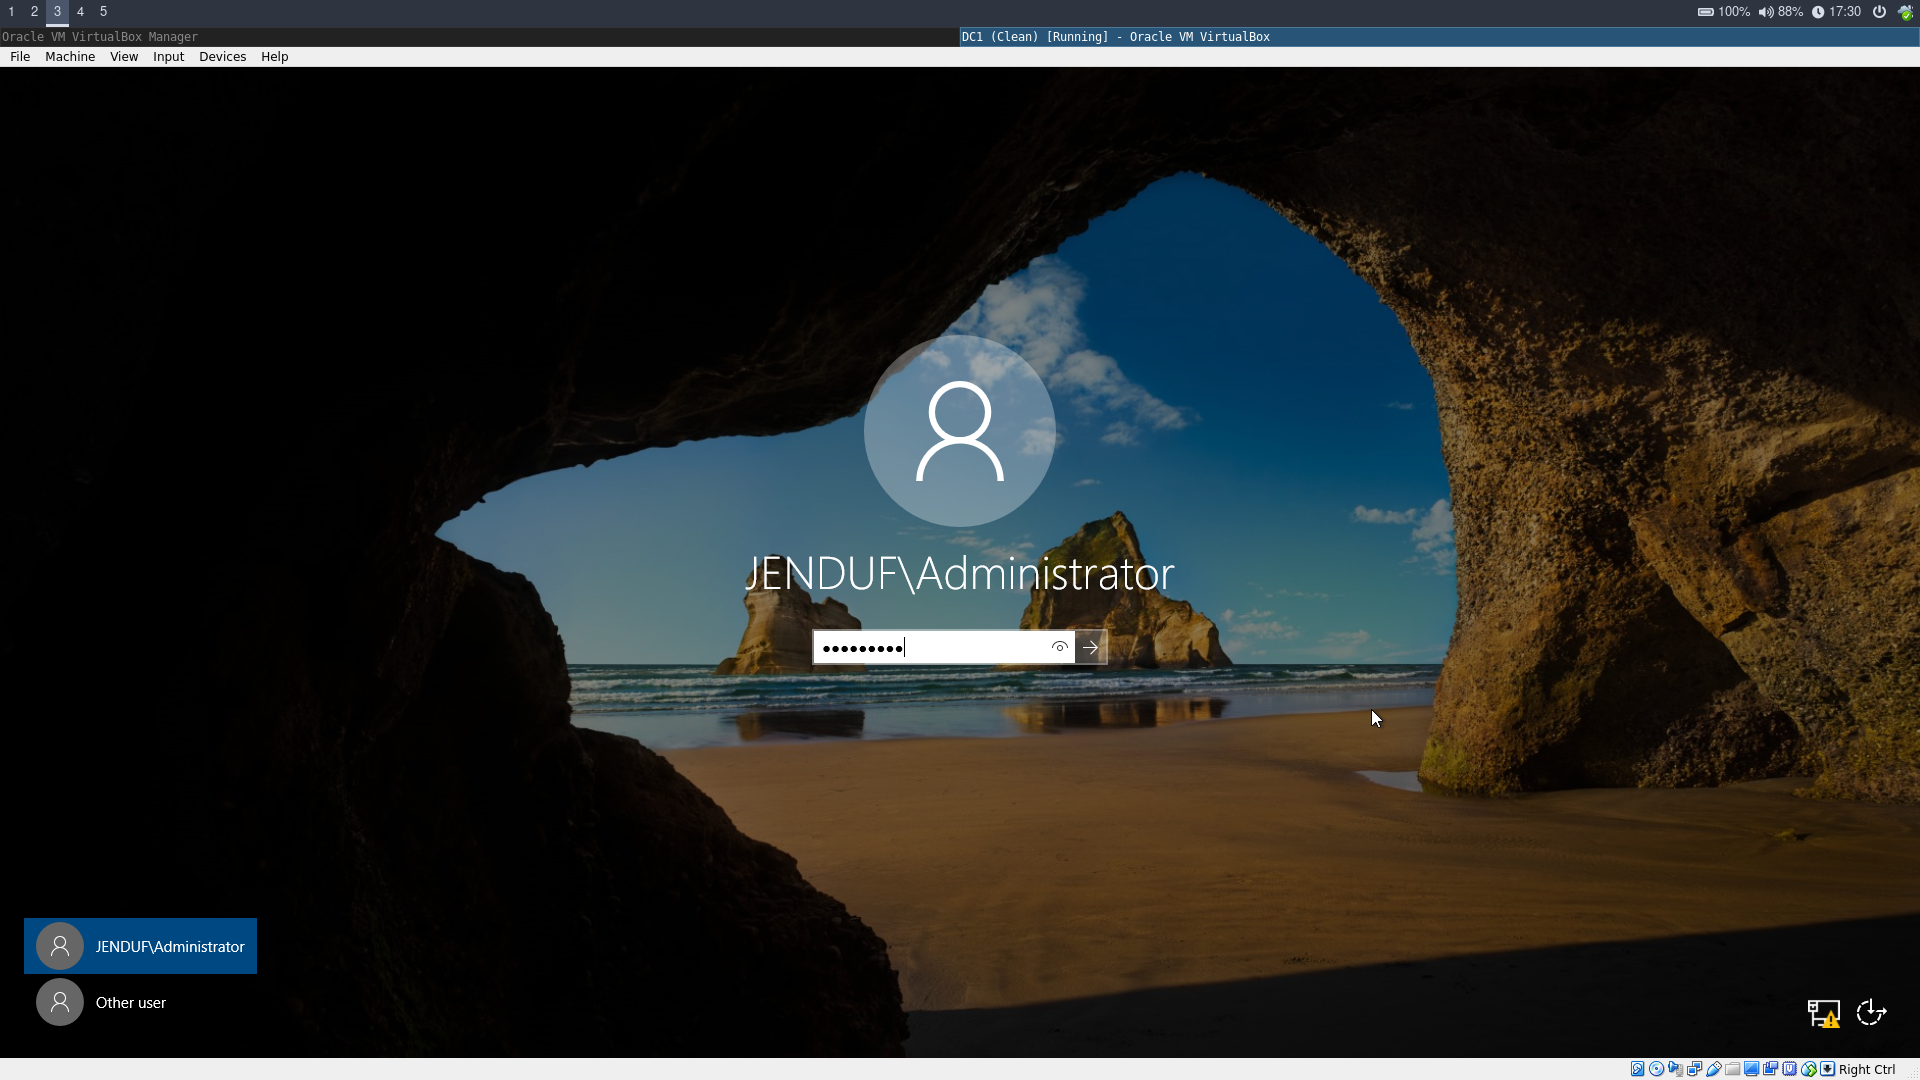 1 2 3 4 5 100% 88% 17:30
Oracle VM VirtualBox Manager DC1 (Clean) [Running] - Oracle VM VirtualBox
File Machine View Input Devices Help
JENDUF\Administrator
JENDUF\Administrator
Other user
Right Ctrl